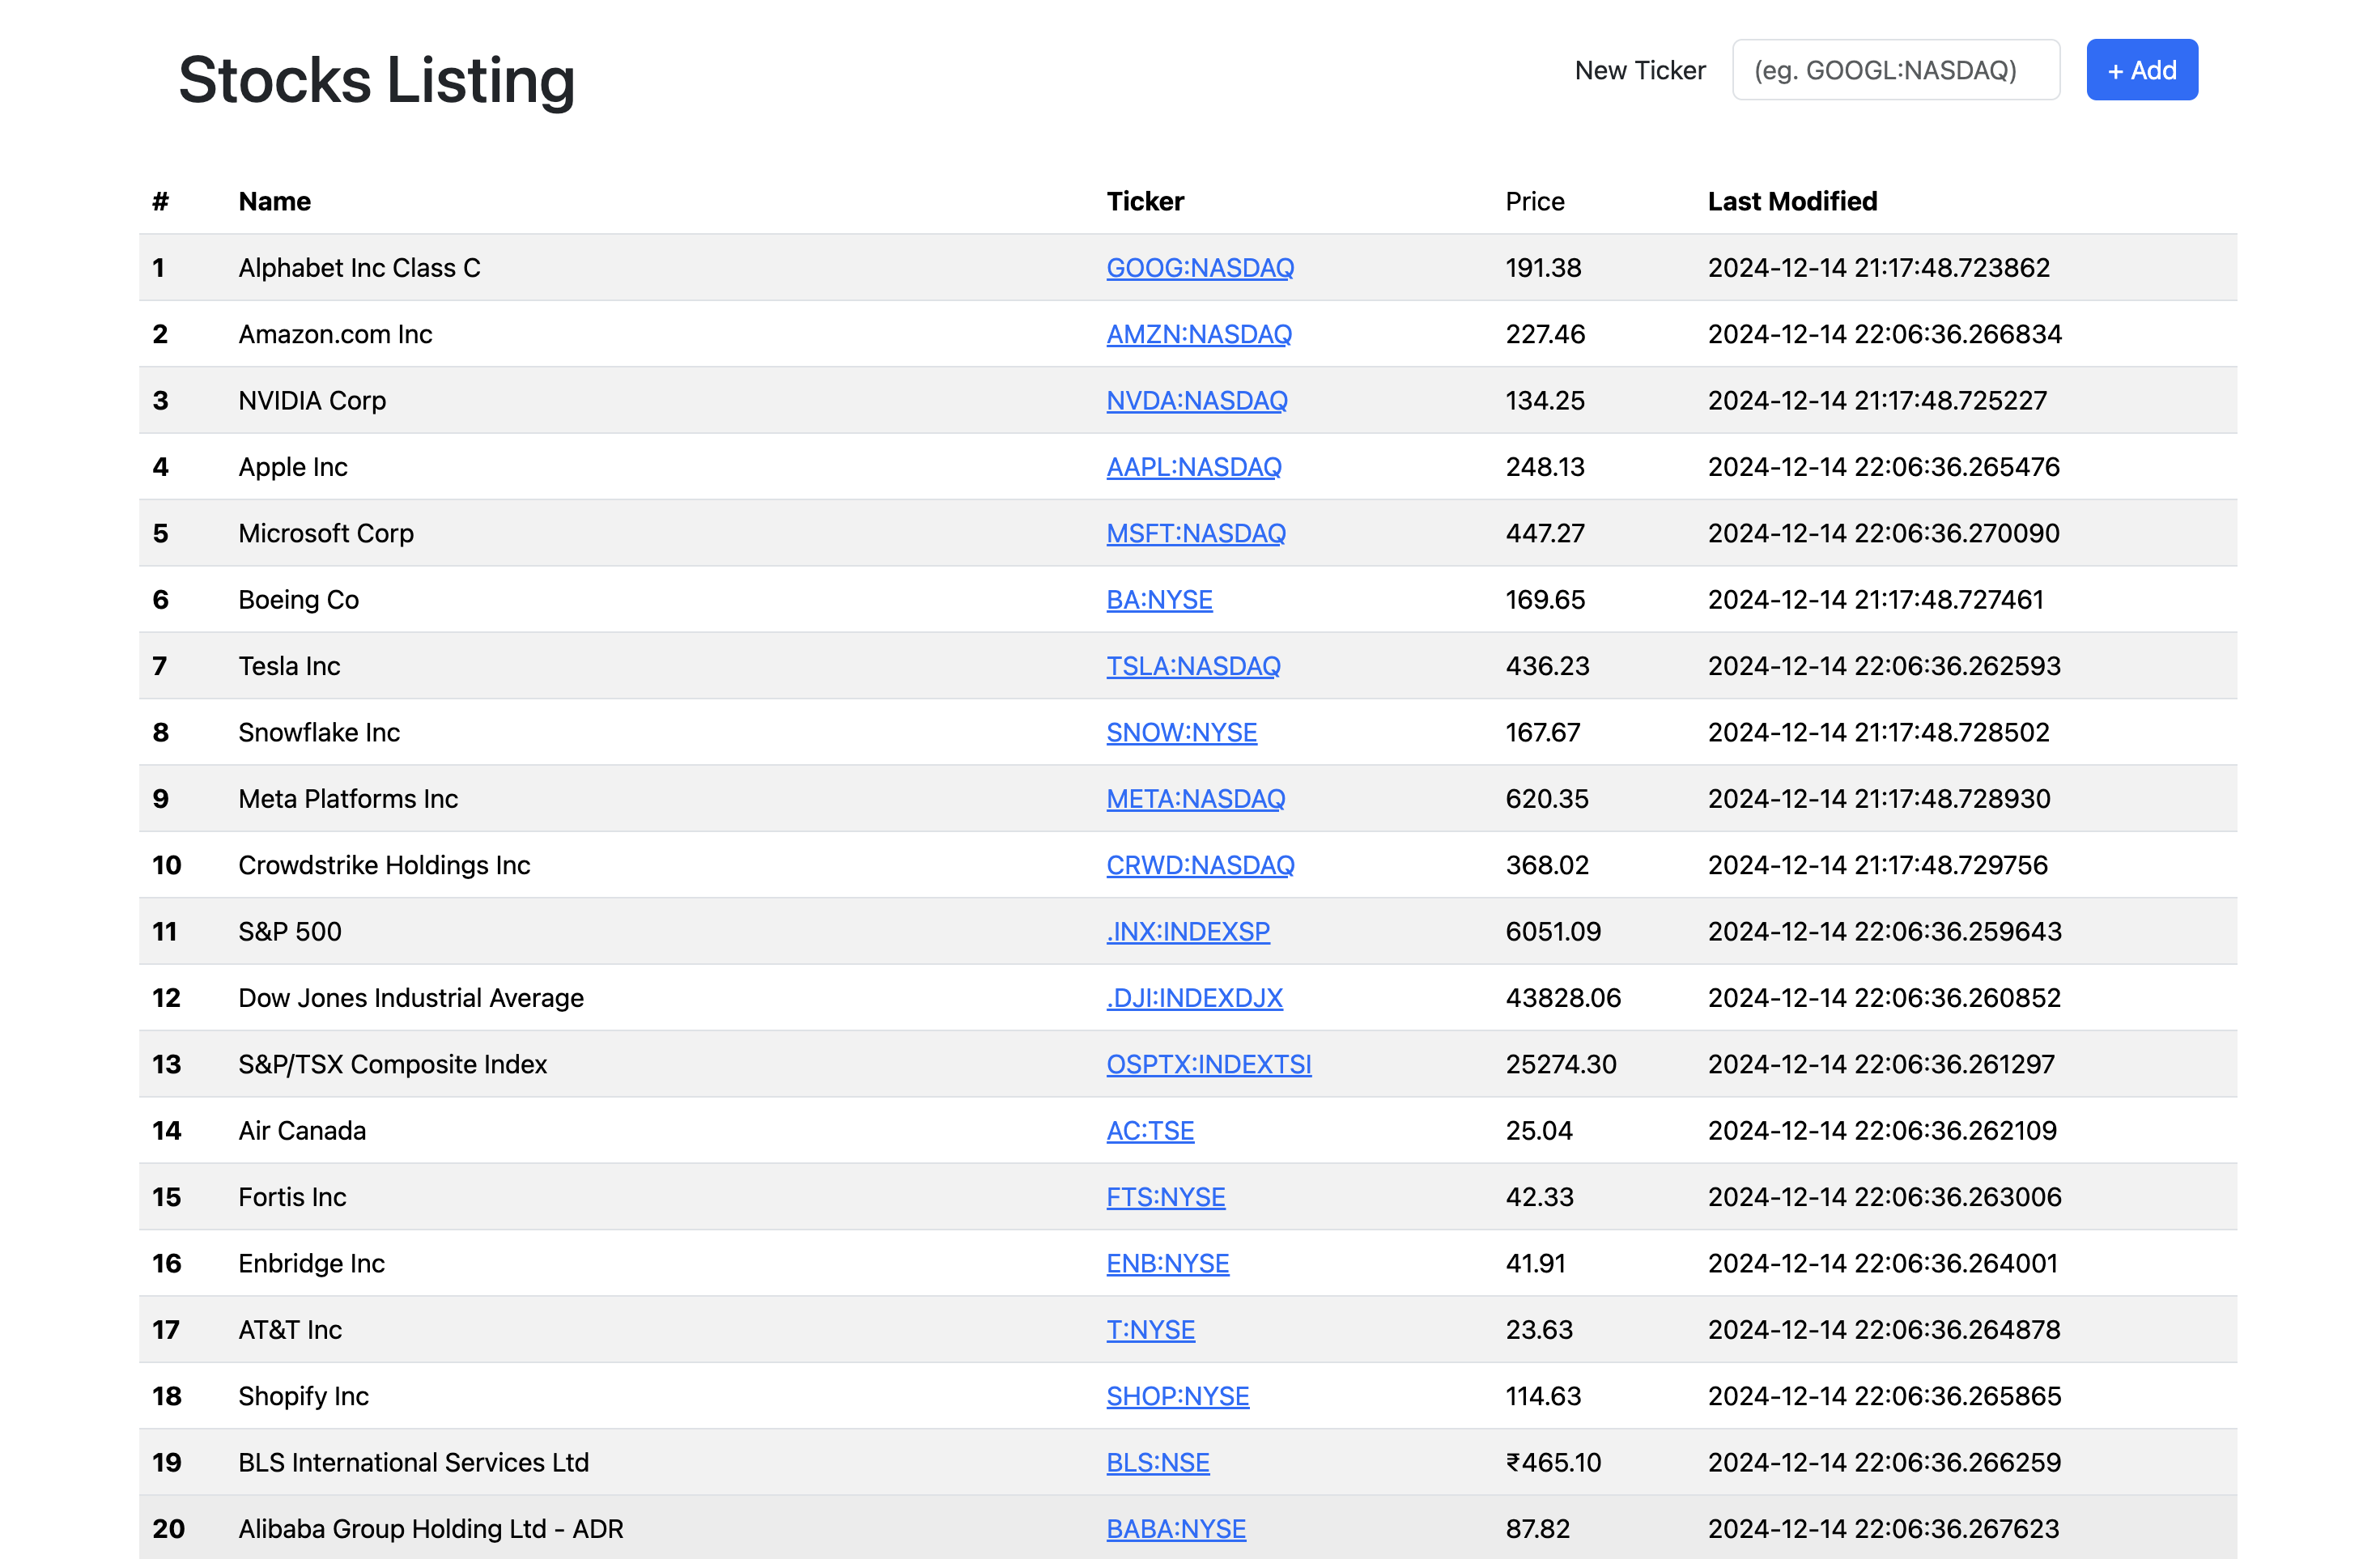 Stocks Listing
New Ticker (eg. GOOGL:NASDAQ) + Add
# Name Ticker Price Last Modified
1 Alphabet Inc Class C GOOG:NASDAQ 191.38 2024-12-14 21:17:48.723862
2 Amazon.com Inc AMZN:NASDAQ 227.46 2024-12-14 22:06:36.266834
3 NVIDIA Corp NVDA:NASDAQ 134.25 2024-12-14 21:17:48.725227
4 Apple Inc AAPL:NASDAQ 248.13 2024-12-14 22:06:36.265476
5 Microsoft Corp MSFT:NASDAQ 447.27 2024-12-14 22:06:36.270090
6 Boeing Co BA:NYSE 169.65 2024-12-14 21:17:48.727461
7 Tesla Inc TSLA:NASDAQ 436.23 2024-12-14 22:06:36.262593
8 Snowflake Inc SNOW:NYSE 167.67 2024-12-14 21:17:48.728502
9 Meta Platforms Inc META:NASDAQ 620.35 2024-12-14 21:17:48.728930
10 Crowdstrike Holdings Inc CRWD:NASDAQ 368.02 2024-12-14 21:17:48.729756
11 S&P 500 .INX:INDEXSP 6051.09 2024-12-14 22:06:36.259643
12 Dow Jones Industrial Average .DJI:INDEXDJX 43828.06 2024-12-14 22:06:36.260852
13 S&P/TSX Composite Index OSPTX:INDEXTSI 25274.30 2024-12-14 22:06:36.261297
14 Air Canada AC:TSE 25.04 2024-12-14 22:06:36.262109
15 Fortis Inc FTS:NYSE 42.33 2024-12-14 22:06:36.263006
16 Enbridge Inc ENB:NYSE 41.91 2024-12-14 22:06:36.264001
17 AT&T Inc T:NYSE 23.63 2024-12-14 22:06:36.264878
18 Shopify Inc SHOP:NYSE 114.63 2024-12-14 22:06:36.265865
19 BLS International Services Ltd BLS:NSE ₹465.10 2024-12-14 22:06:36.266259
20 Alibaba Group Holding Ltd - ADR BABA:NYSE 87.82 2024-12-14 22:06:36.267623